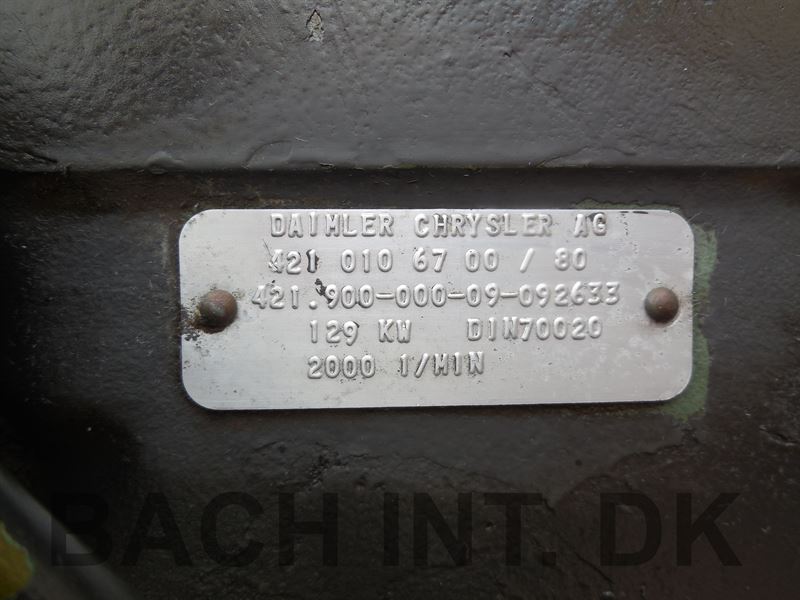 DAIMLER CHRYSLER AG
421 010 67 00 / 80
421.900-000-09-092633
129 KW DIN70020
2000 1/MIN
BACH INT. DK